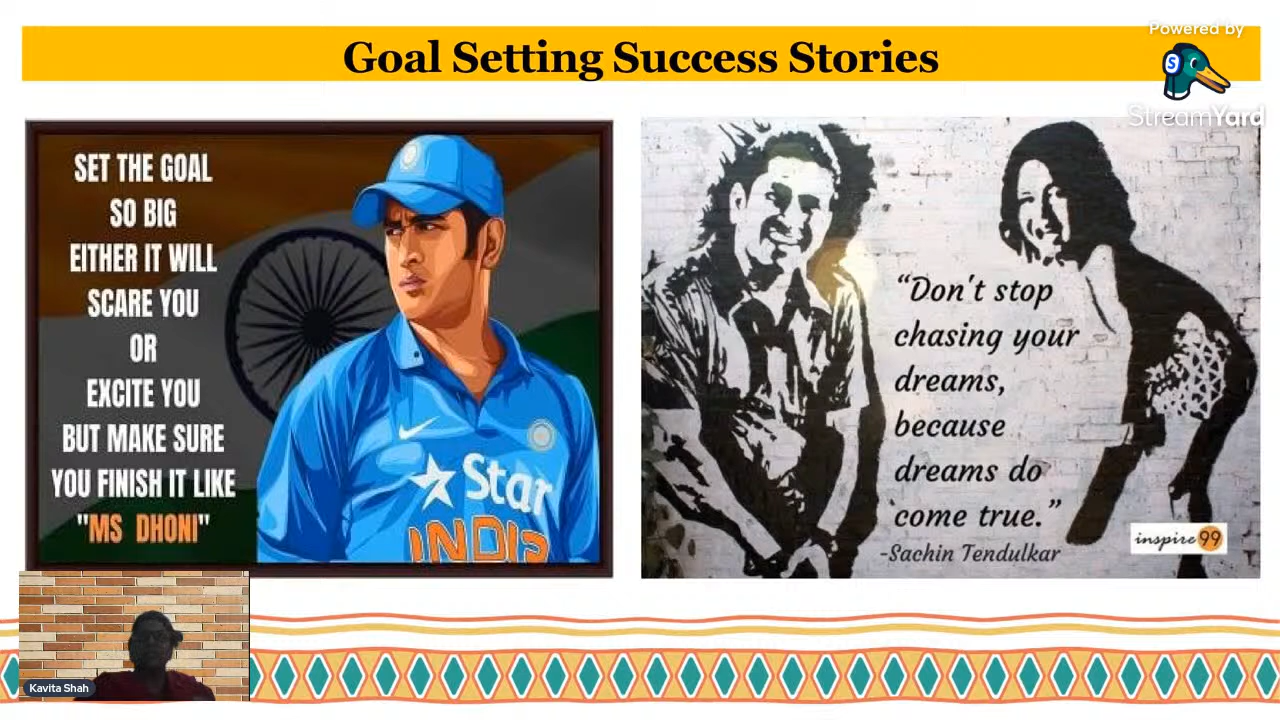 Goal Setting Success Stories
Powered by
S
StreamYard
SET THE GOAL
SO BIG
EITHER IT WILL
SCARE YOU
OR
EXCITE YOU
BUT MAKE SURE
YOU FINISH IT LIKE
"MS DHONI"
Star
INDIA
“Don't stop
chasing your
dreams,
because
dreams do
come true.”
-Sachin Tendulkar
inspire99
Kavita Shah